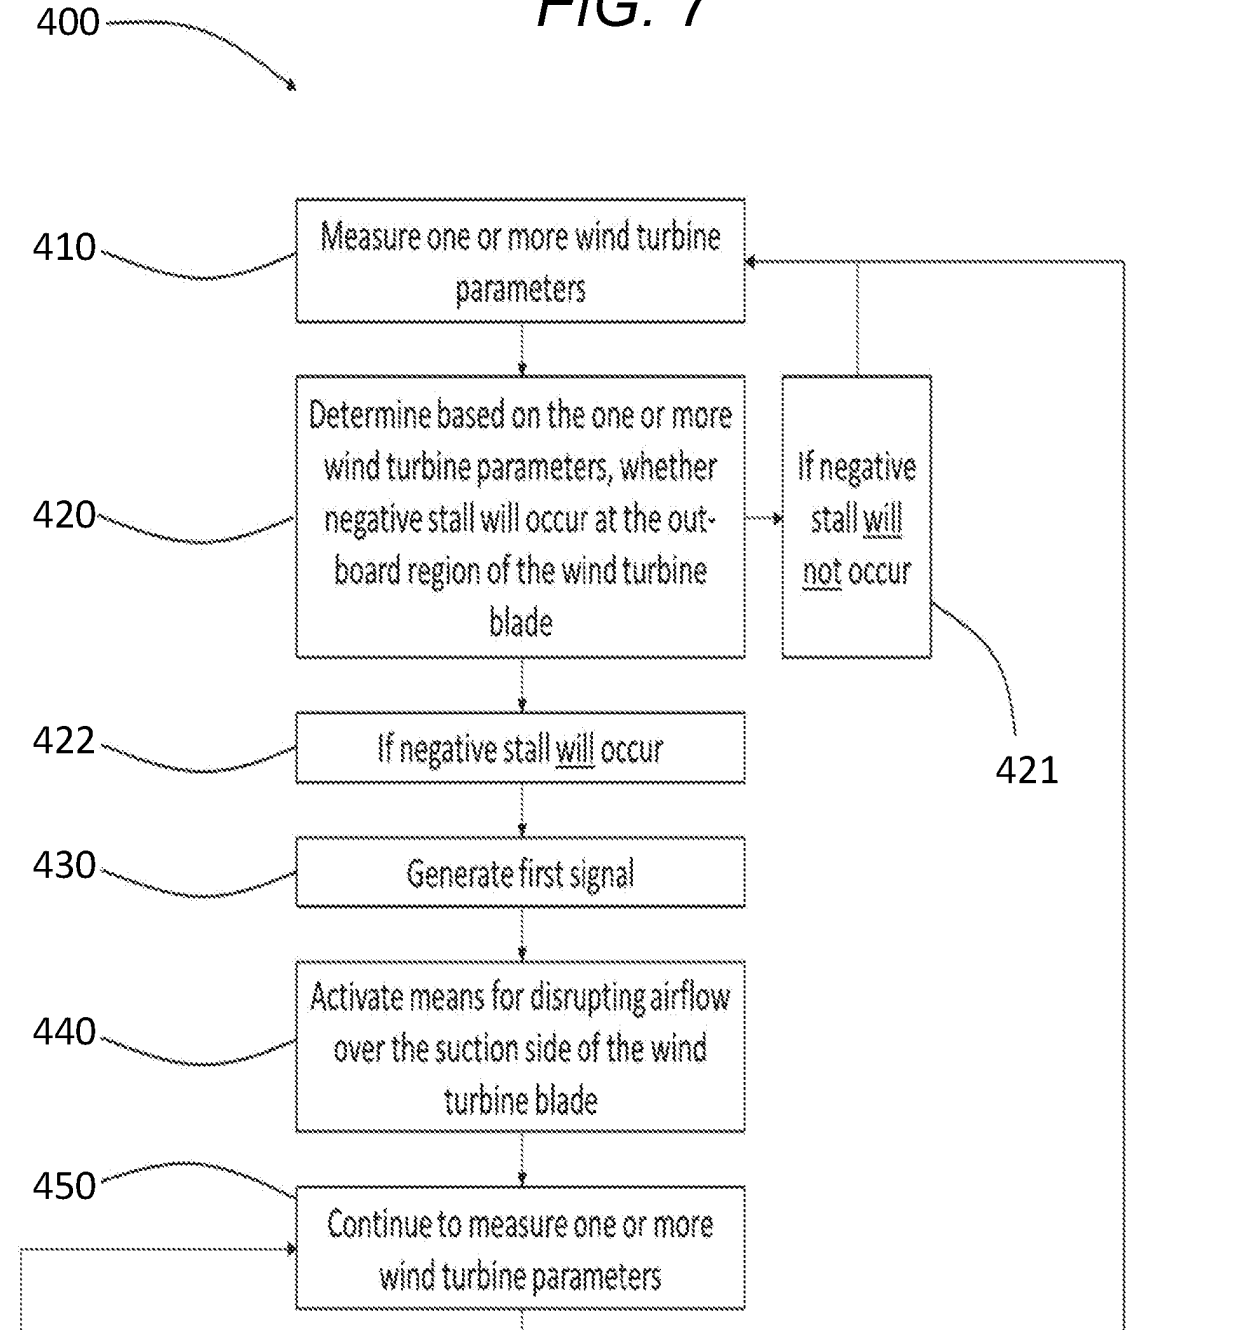 FIG. 7
400
410
Measure one or more wind turbine
parameters
420
Determine based on the one or more
wind turbine parameters, whether
negative stall will occur at the out-
board region of the wind turbine
blade
If negative
stall will
not occur
421
422
If negative stall will occur
430
Generate first signal
440
Activate means for disrupting airflow
over the suction side of the wind
turbine blade
450
Continue to measure one or more
wind turbine parameters